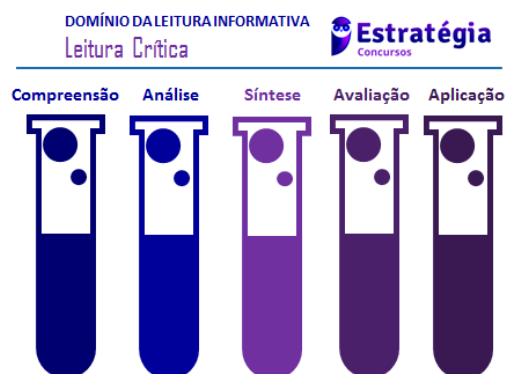 DOMÍNIO DA LEITURA INFORMATIVA
Leitura Crítica
Estratégia
Concursos
Compreensão Análise Síntese Avaliação Aplicação